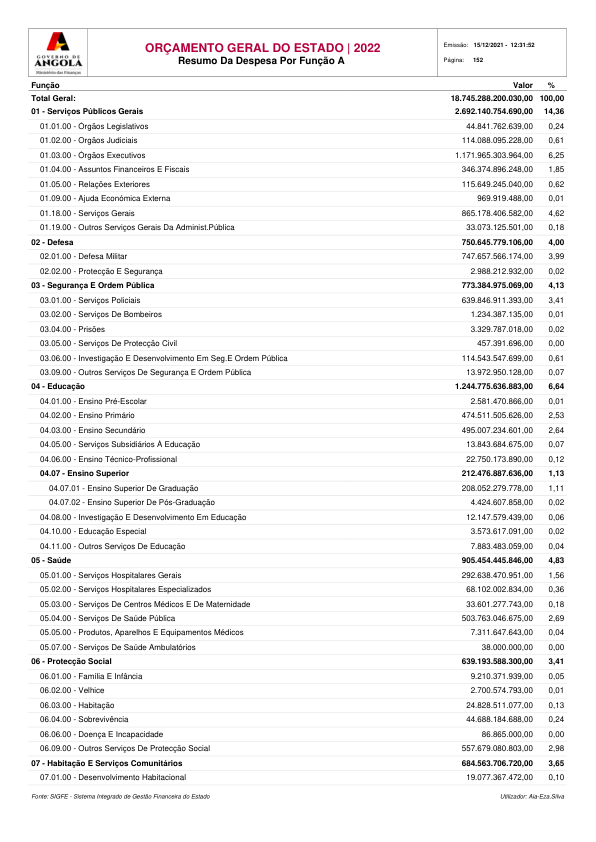 GOVERNO DE
ANGOLA
Ministério das Finanças
ORÇAMENTO GERAL DO ESTADO | 2022
Resumo Da Despesa Por Função A
Emissão: 15/12/2021 - 12:31:52
Página: 152
Função Valor %
Total Geral: 18.745.288.200.030,00 100,00
01 - Serviços Públicos Gerais 2.692.140.754.690,00 14,36
01.01.00 - Órgãos Legislativos 44.841.762.639,00 0,24
01.02.00 - Órgãos Judiciais 114.088.095.228,00 0,61
01.03.00 - Órgãos Executivos 1.171.965.303.964,00 6,25
01.04.00 - Assuntos Financeiros E Fiscais 346.374.896.248,00 1,85
01.05.00 - Relações Exteriores 115.649.245.040,00 0,62
01.09.00 - Ajuda Económica Externa 969.919.488,00 0,01
01.18.00 - Serviços Gerais 865.178.406.582,00 4,62
01.19.00 - Outros Serviços Gerais Da Administ.Pública 33.073.125.501,00 0,18
02 - Defesa 750.645.779.106,00 4,00
02.01.00 - Defesa Militar 747.657.566.174,00 3,99
02.02.00 - Protecção E Segurança 2.988.212.932,00 0,02
03 - Segurança E Ordem Pública 773.384.975.069,00 4,13
03.01.00 - Serviços Policiais 639.846.911.393,00 3,41
03.02.00 - Serviços De Bombeiros 1.234.387.135,00 0,01
03.04.00 - Prisões 3.329.787.018,00 0,02
03.05.00 - Serviços De Protecção Civil 457.391.696,00 0,00
03.06.00 - Investigação E Desenvolvimento Em Seg.E Ordem Pública 114.543.547.699,00 0,61
03.09.00 - Outros Serviços De Segurança E Ordem Pública 13.972.950.128,00 0,07
04 - Educação 1.244.775.636.883,00 6,64
04.01.00 - Ensino Pré-Escolar 2.581.470.866,00 0,01
04.02.00 - Ensino Primário 474.511.505.626,00 2,53
04.03.00 - Ensino Secundário 495.007.234.601,00 2,64
04.05.00 - Serviços Subsidiários À Educação 13.843.684.675,00 0,07
04.06.00 - Ensino Técnico-Profissional 22.750.173.890,00 0,12
04.07 - Ensino Superior 212.476.887.636,00 1,13
04.07.01 - Ensino Superior De Graduação 208.052.279.778,00 1,11
04.07.02 - Ensino Superior De Pós-Graduação 4.424.607.858,00 0,02
04.08.00 - Investigação E Desenvolvimento Em Educação 12.147.579.439,00 0,06
04.10.00 - Educação Especial 3.573.617.091,00 0,02
04.11.00 - Outros Serviços De Educação 7.883.483.059,00 0,04
05 - Saúde 905.454.445.846,00 4,83
05.01.00 - Serviços Hospitalares Gerais 292.638.470.951,00 1,56
05.02.00 - Serviços Hospitalares Especializados 68.102.002.834,00 0,36
05.03.00 - Serviços De Centros Médicos E De Maternidade 33.601.277.743,00 0,18
05.04.00 - Serviços De Saúde Pública 503.763.046.675,00 2,69
05.05.00 - Produtos, Aparelhos E Equipamentos Médicos 7.311.647.643,00 0,04
05.07.00 - Serviços De Saúde Ambulatórios 38.000.000,00 0,00
06 - Protecção Social 639.193.588.300,00 3,41
06.01.00 - Família E Infância 9.210.371.939,00 0,05
06.02.00 - Velhice 2.700.574.793,00 0,01
06.03.00 - Habitação 24.828.511.077,00 0,13
06.04.00 - Sobrevivência 44.688.184.688,00 0,24
06.06.00 - Doença E Incapacidade 86.865.000,00 0,00
06.09.00 - Outros Serviços De Protecção Social 557.679.080.803,00 2,98
07 - Habitação E Serviços Comunitários 684.563.706.720,00 3,65
07.01.00 - Desenvolvimento Habitacional 19.077.367.472,00 0,10
Fonte: SIGFE - Sistema Integrado de Gestão Financeira do Estado Utilizador: Aia-Eza.Silva